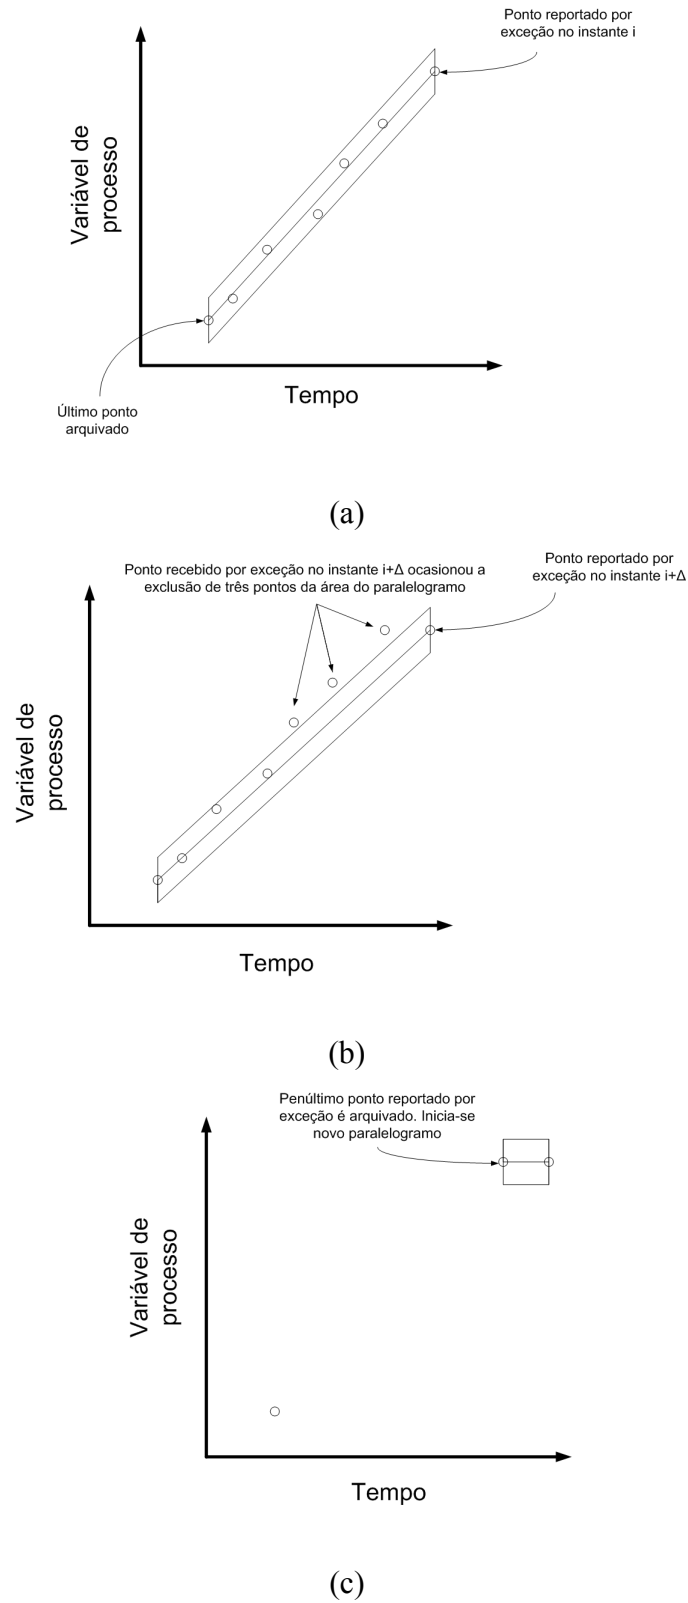 Ponto reportado por
exceção no instante i
Variável de
processo
Tempo
Último ponto
arquivado
(a)
Ponto recebido por exceção no instante i+Δ ocasionou a
exclusão de três pontos da área do paralelogramo
Ponto reportado por
exceção no instante i+Δ
Variável de
processo
Tempo
(b)
Penúltimo ponto reportado por
exceção é arquivado. Inicia-se
novo paralelogramo
Variável de
processo
Tempo
(c)